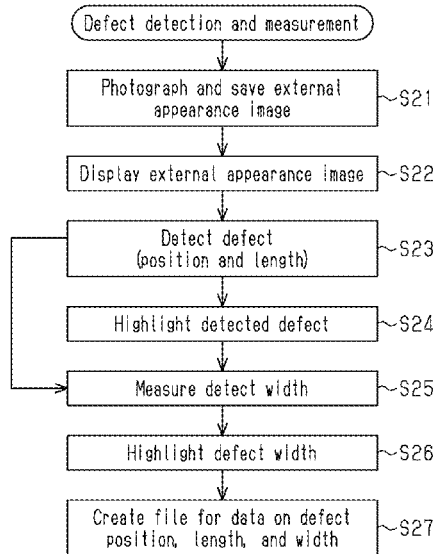 Defect detection and measurement
Photograph and save external
appearance image
S21
Display external appearance image
S22
Detect defect
(position and length)
S23
Highlight detected defect
S24
Measure detect width
S25
Highlight defect width
S26
Create file for data on defect
position, length, and width
S27